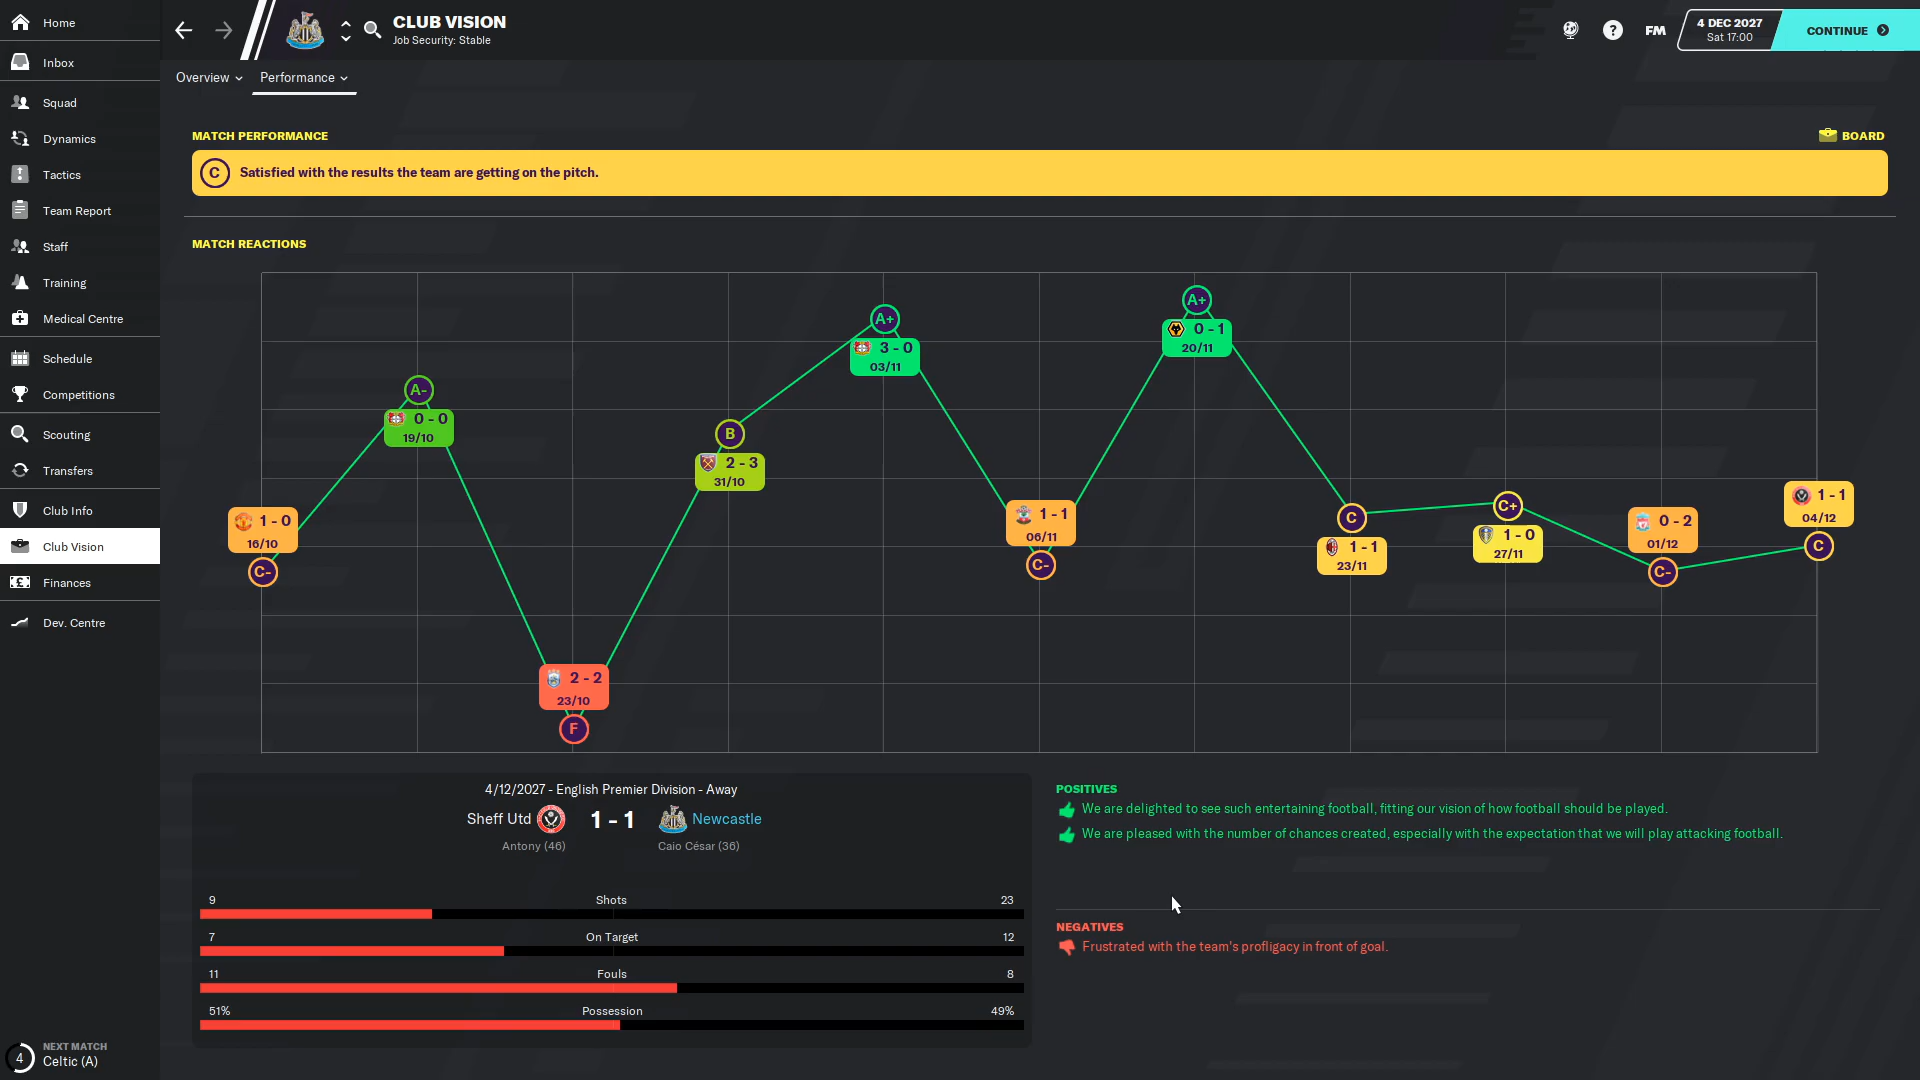 Home
Inbox
Squad
Dynamics
Tactics
Team Report
Staff
Training
Medical Centre
Schedule
Competitions
Scouting
Transfers
Club Info
Club Vision
Finances
Dev. Centre
4
NEXT MATCH
Celtic (A)
CLUB VISION
Job Security: Stable
?
FM
4 DEC 2027
Sat 17:00
CONTINUE
Overview
Performance
MATCH PERFORMANCE
BOARD
C Satisfied with the results the team are getting on the pitch.
MATCH REACTIONS
1 - 0
16/10
C-
A-
0 - 0
19/10
2 - 2
23/10
F
B
2 - 3
31/10
A+
3 - 0
03/11
1 - 1
06/11
C-
A+
0 - 1
20/11
C
1 - 1
23/11
C+
1 - 0
27/11
0 - 2
01/12
C-
1 - 1
04/12
C
4/12/2027 - English Premier Division - Away
Sheff Utd 1 - 1 Newcastle
Antony (46) Caio César (36)
9 Shots 23
7 On Target 12
11 Fouls 8
51% Possession 49%
POSITIVES
We are delighted to see such entertaining football, fitting our vision of how football should be played.
We are pleased with the number of chances created, especially with the expectation that we will play attacking football.
NEGATIVES
Frustrated with the team's profligacy in front of goal.